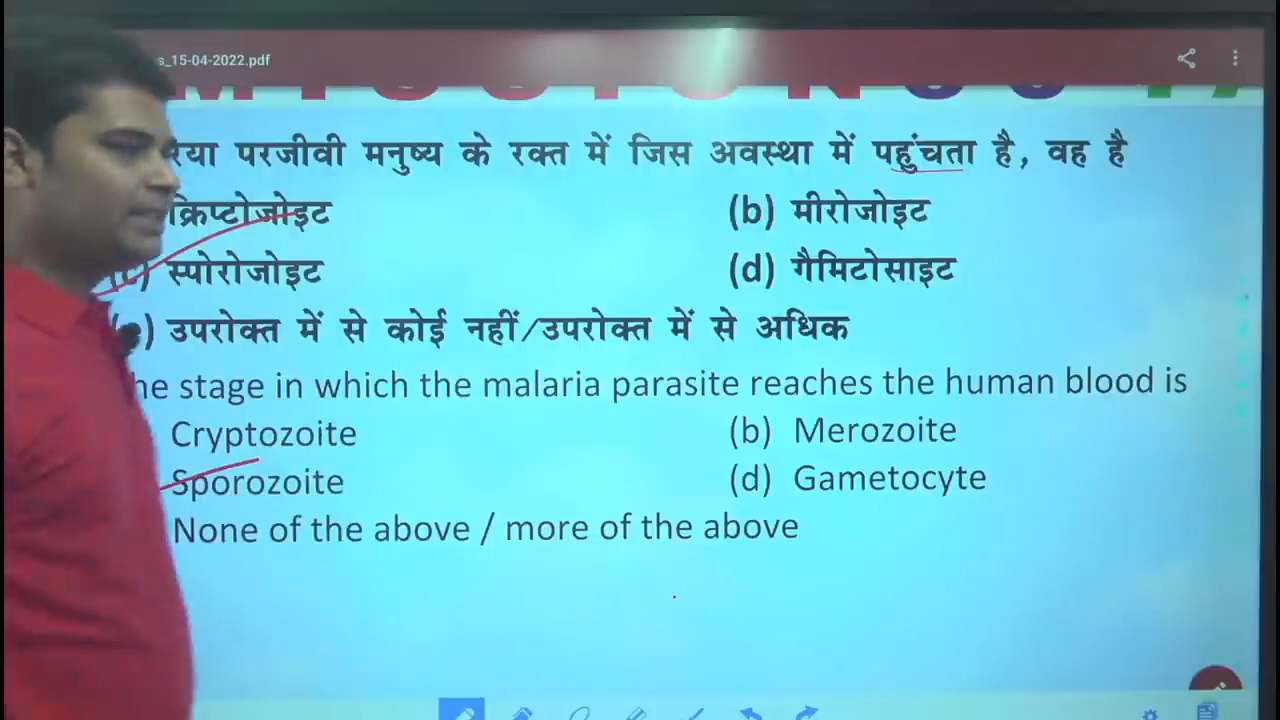 s_15-04-2022.pdf
रिया परजीवी मनुष्य के रक्त में जिस अवस्था में पहुंचता है, वह है
क्रिप्टोजोइट (b) मीरोजोइट
(c) स्पोरोजोइट (d) गैमिटोसाइट
(e) उपरोक्त में से कोई नहीं/उपरोक्त में से अधिक
he stage in which the malaria parasite reaches the human blood is
Cryptozoite (b) Merozoite
Sporozoite (d) Gametocyte
None of the above / more of the above